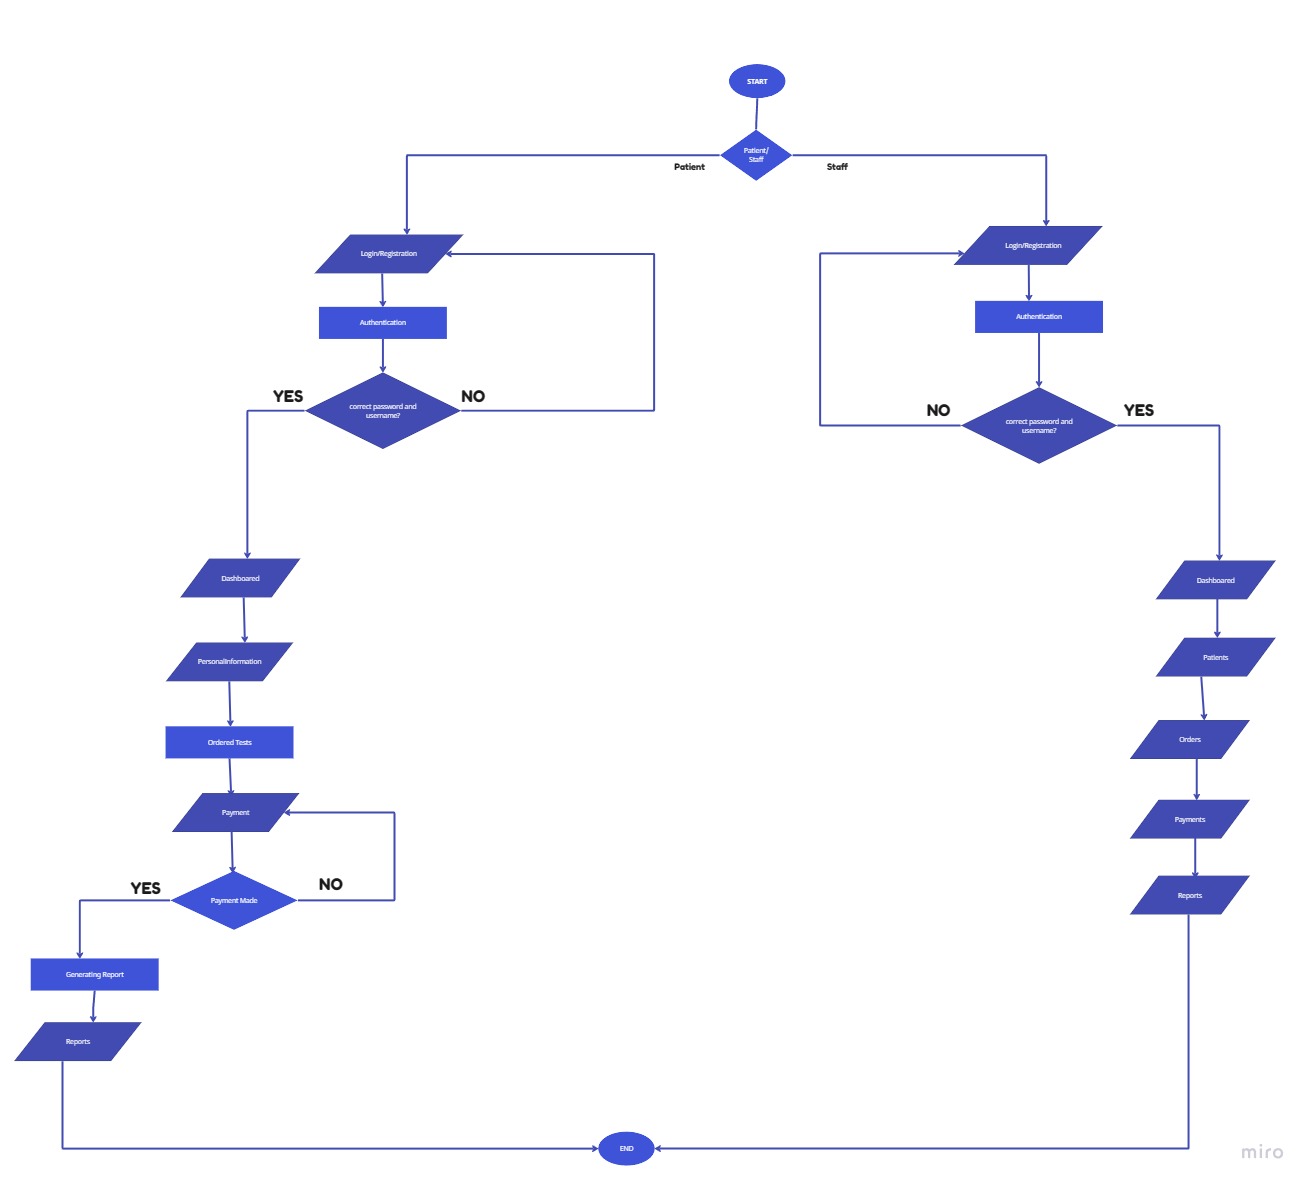 START
Patient/
Staff
Patient
Staff
Login/Registration
Authentication
YES
NO
correct password and
username?
Dashboared
PersonalInformation
Ordered Tests
Payment
YES
NO
Payment Made
Generating Report
Reports
Login/Registration
Authentication
NO
YES
correct password and
username?
Dashboared
Patients
Orders
Payments
Reports
END
miro